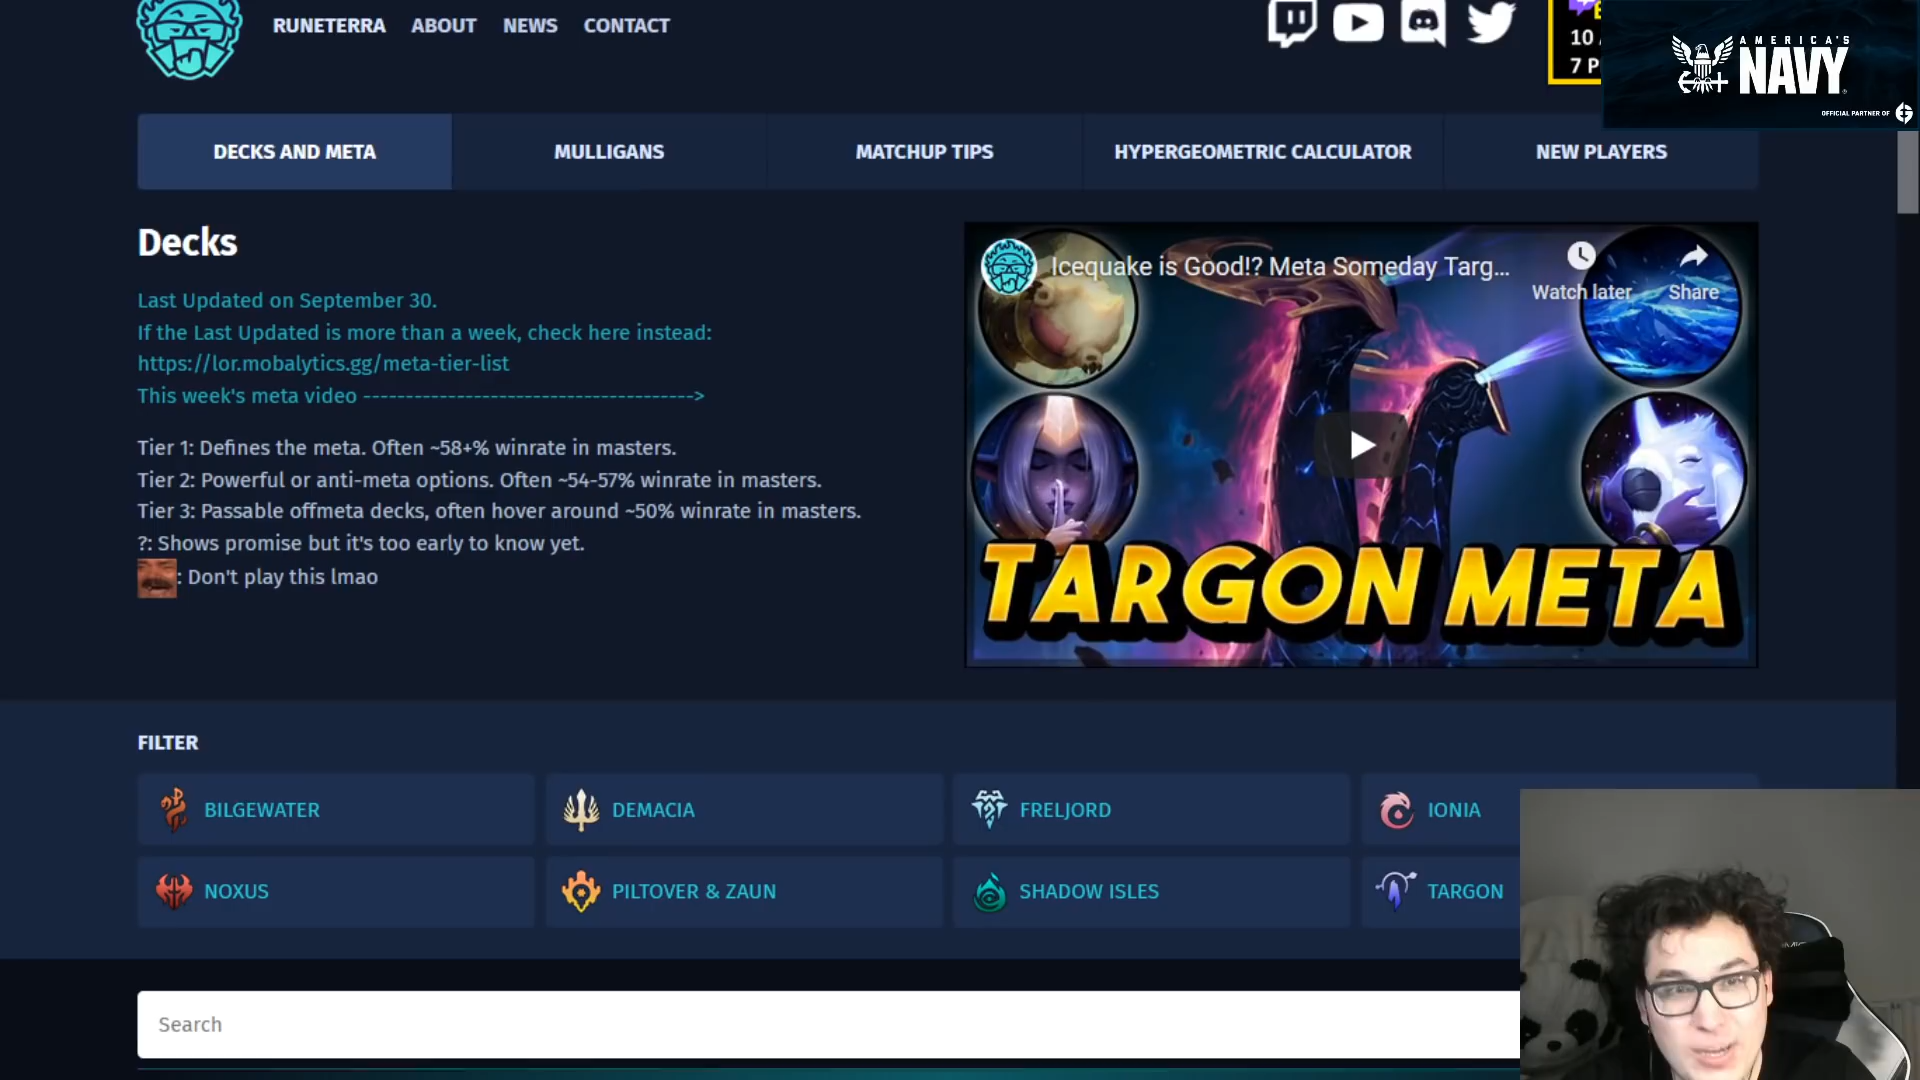 RUNETERRA ABOUT NEWS CONTACT
10
7 P
AMERICA'S
NAVY
OFFICIAL PARTNER OF
DECKS AND META
MULLIGANS
MATCHUP TIPS
HYPERGEOMETRIC CALCULATOR
NEW PLAYERS
Decks
Last Updated on September 30.
If the Last Updated is more than a week, check here instead:
https://lor.mobalytics.gg/meta-tier-list
This week's meta video --------------------------------------->
Tier 1: Defines the meta. Often ~58+% winrate in masters.
Tier 2: Powerful or anti-meta options. Often ~54-57% winrate in masters.
Tier 3: Passable offmeta decks, often hover around ~50% winrate in masters.
?: Shows promise but it's too early to know yet.
: Don't play this lmao
Icequake is Good!? Meta Someday Targ...
Watch later
Share
TARGON META
FILTER
BILGEWATER
DEMACIA
FRELJORD
IONIA
NOXUS
PILTOVER & ZAUN
SHADOW ISLES
TARGON
Search